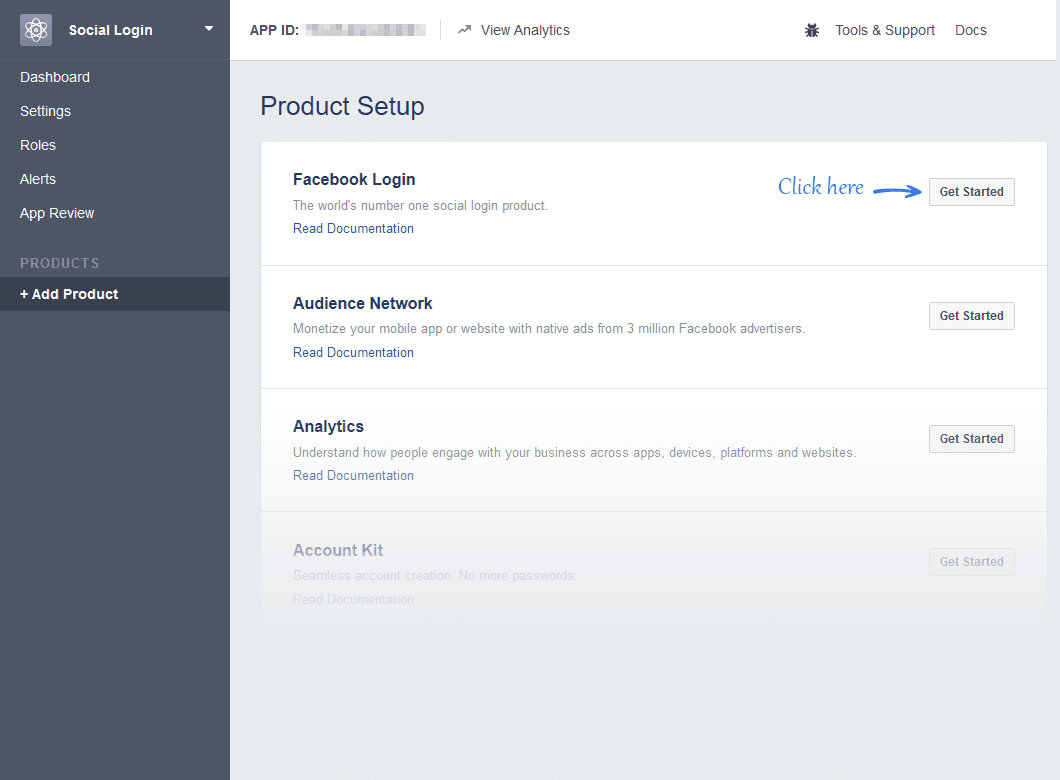 Social Login
APP ID:
View Analytics
Tools & Support
Docs
Dashboard
Settings
Roles
Alerts
App Review
PRODUCTS
+ Add Product
Product Setup
Facebook Login
The world's number one social login product.
Read Documentation
Click here
Get Started
Audience Network
Monetize your mobile app or website with native ads from 3 million Facebook advertisers.
Read Documentation
Get Started
Analytics
Understand how people engage with your business across apps, devices, platforms and websites.
Read Documentation
Get Started
Account Kit
Seamless account creation. No more passwords.
Read Documentation
Get Started